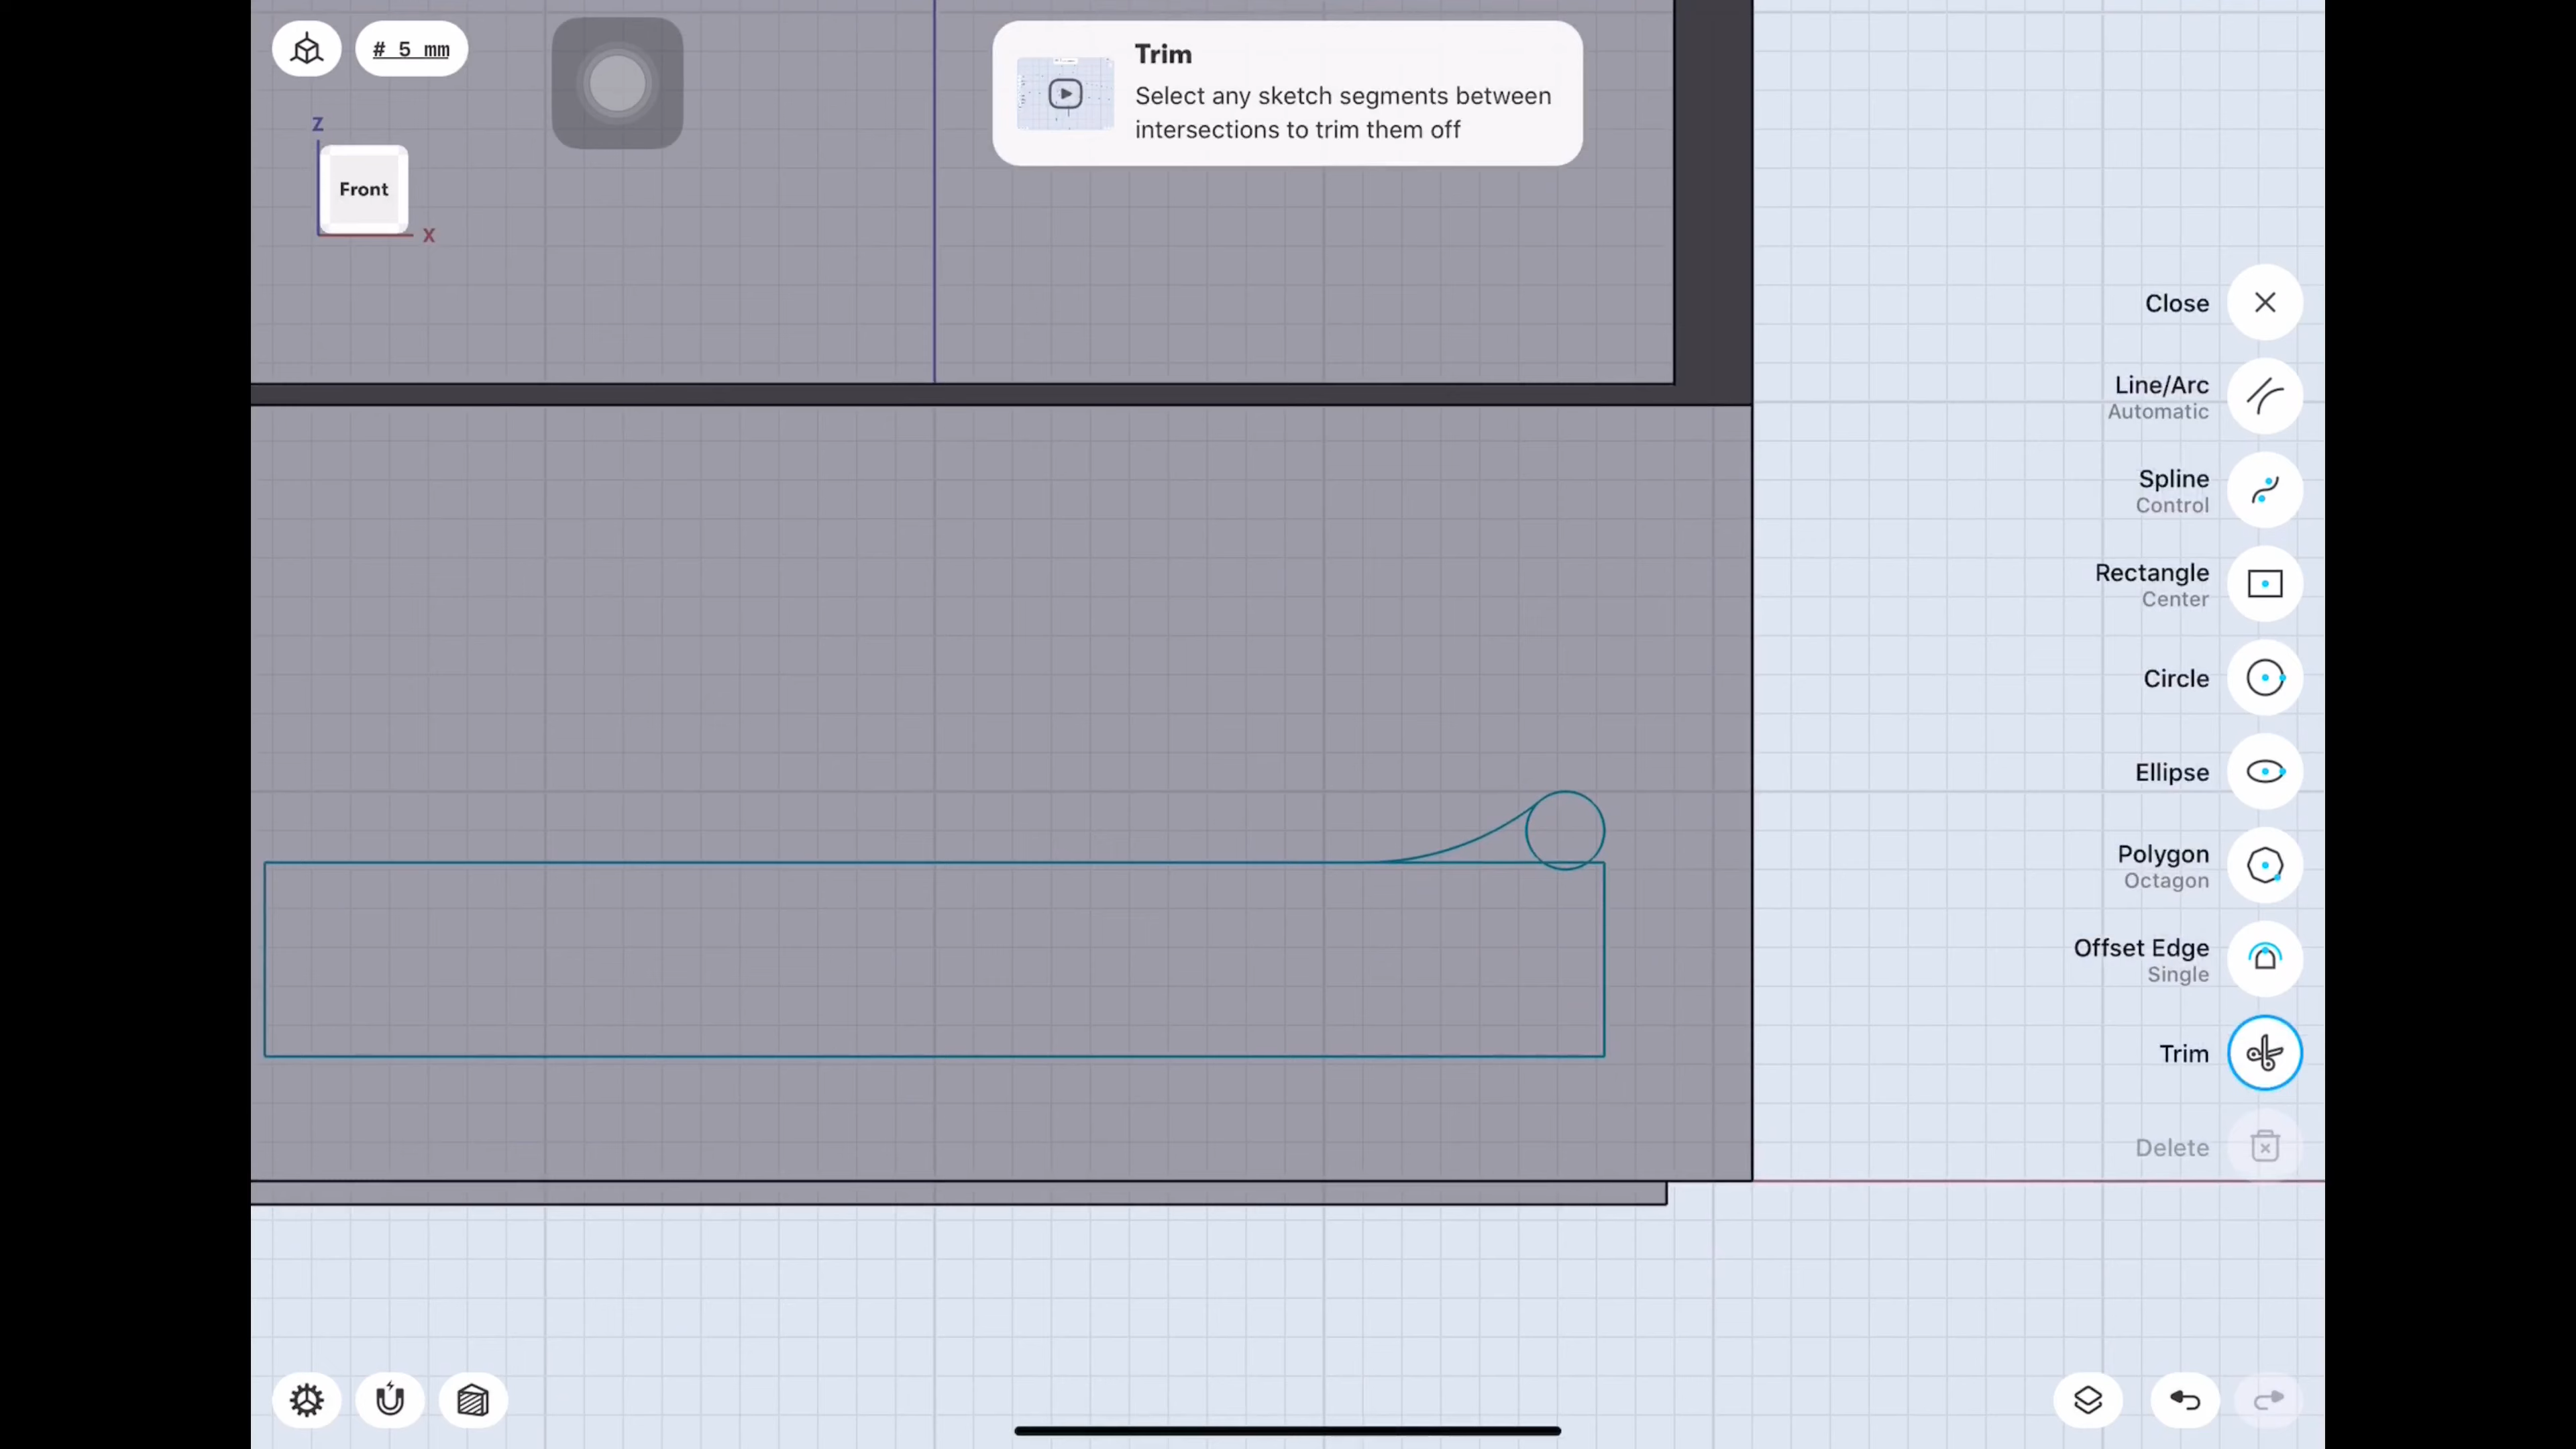 # 5 mm
Trim
Select any sketch segments between
intersections to trim them off
Z
Front
X
Close
Line/Arc
Automatic
Spline
Control
Rectangle
Center
Circle
Ellipse
Polygon
Octagon
Offset Edge
Single
Trim
Delete